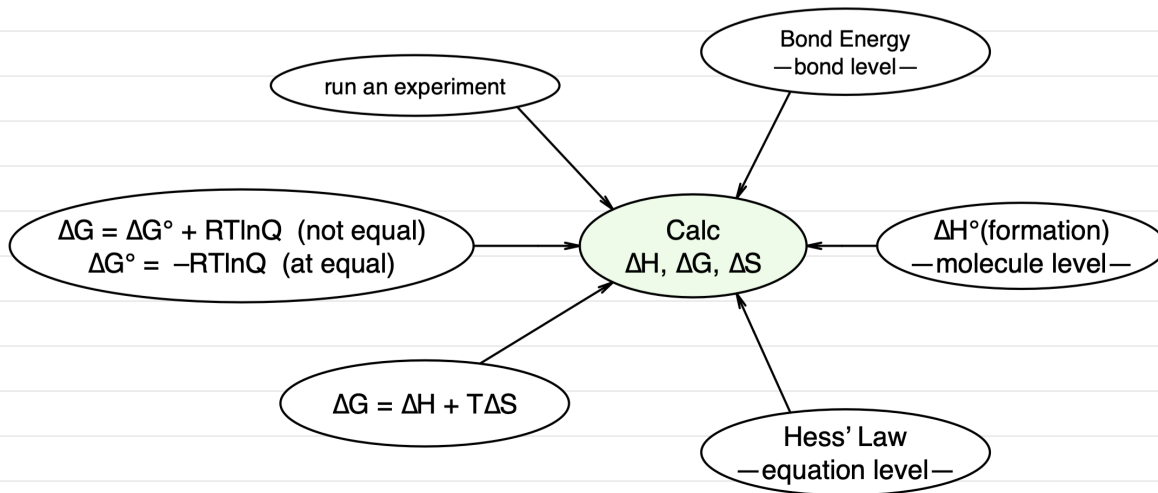 Bond Energy
—bond level—
run an experiment
ΔG = ΔG° + RTlnQ (not equal)
ΔG° = –RTlnQ (at equal)
Calc
ΔH, ΔG, ΔS
ΔH°(formation)
—molecule level—
ΔG = ΔH + TΔS
Hess’ Law
—equation level—